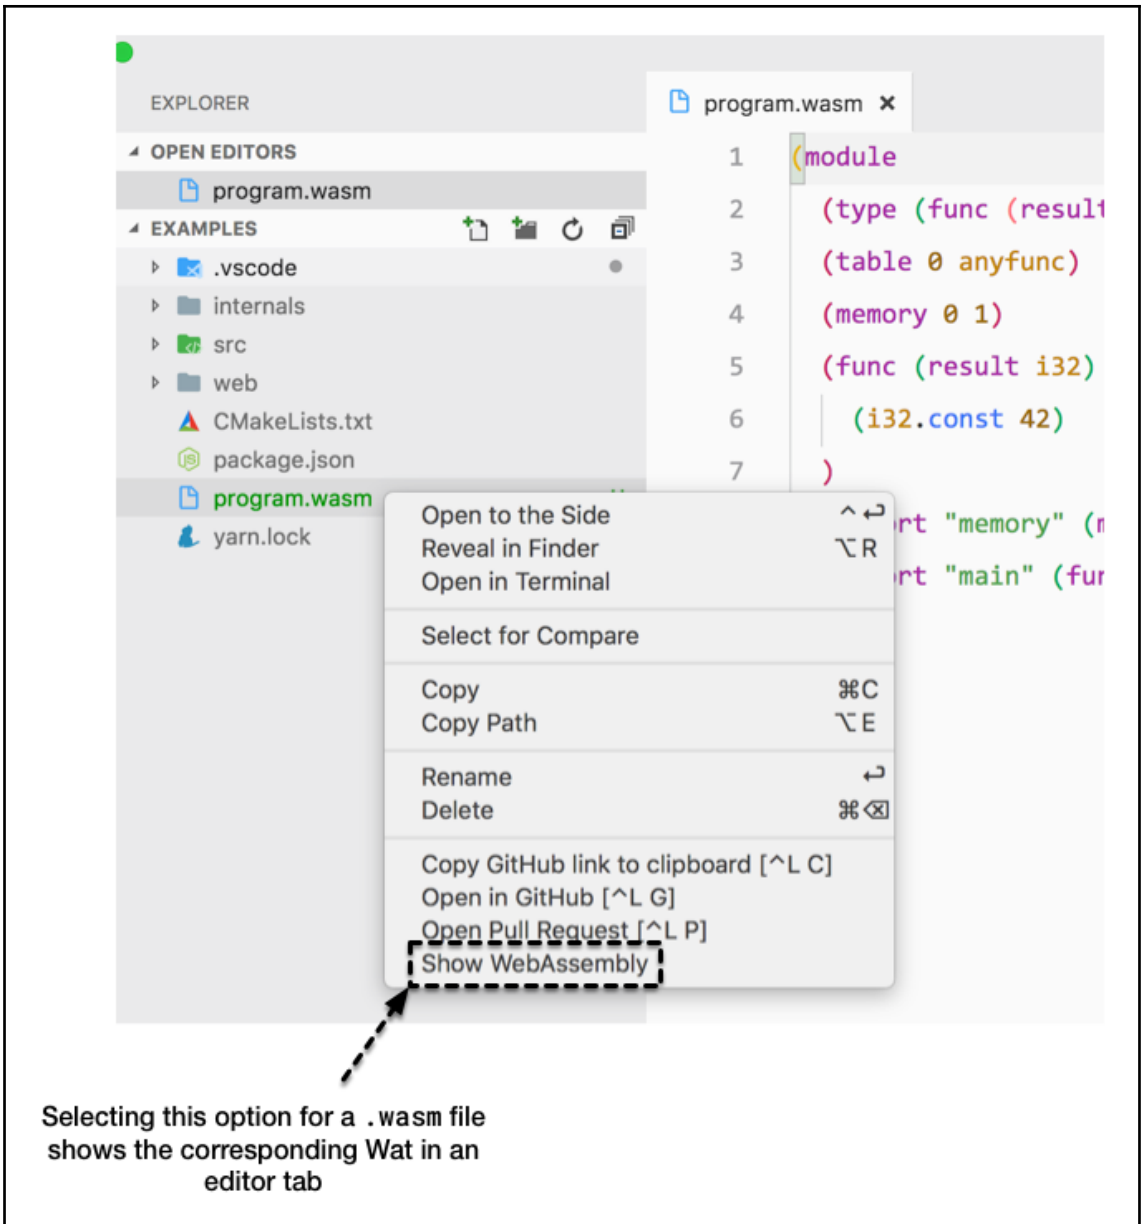 EXPLORER
OPEN EDITORS
program.wasm
EXAMPLES
.vscode
internals
src
web
CMakeLists.txt
package.json
program.wasm
yarn.lock
program.wasm ×
1 (module
2 (type (func (result
3 (table 0 anyfunc)
4 (memory 0 1)
5 (func (result i32)
6 (i32.const 42)
7 )
rt "memory" (m
rt "main" (fun
Open to the Side ^↩
Reveal in Finder ⌥R
Open in Terminal
Select for Compare
Copy ⌘C
Copy Path ⌥E
Rename ↩
Delete ⌘⌫
Copy GitHub link to clipboard [^L C]
Open in GitHub [^L G]
Open Pull Request [^L P]
Show WebAssembly
Selecting this option for a .wasm file
shows the corresponding Wat in an
editor tab